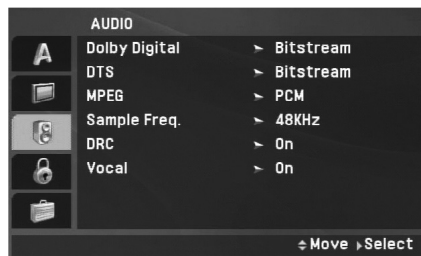 AUDIO
A
Dolby Digital ➤ Bitstream
DTS ➤ Bitstream
MPEG ➤ PCM
Sample Freq. ➤ 48KHz
DRC ➤ On
Vocal ➤ On
Move Select